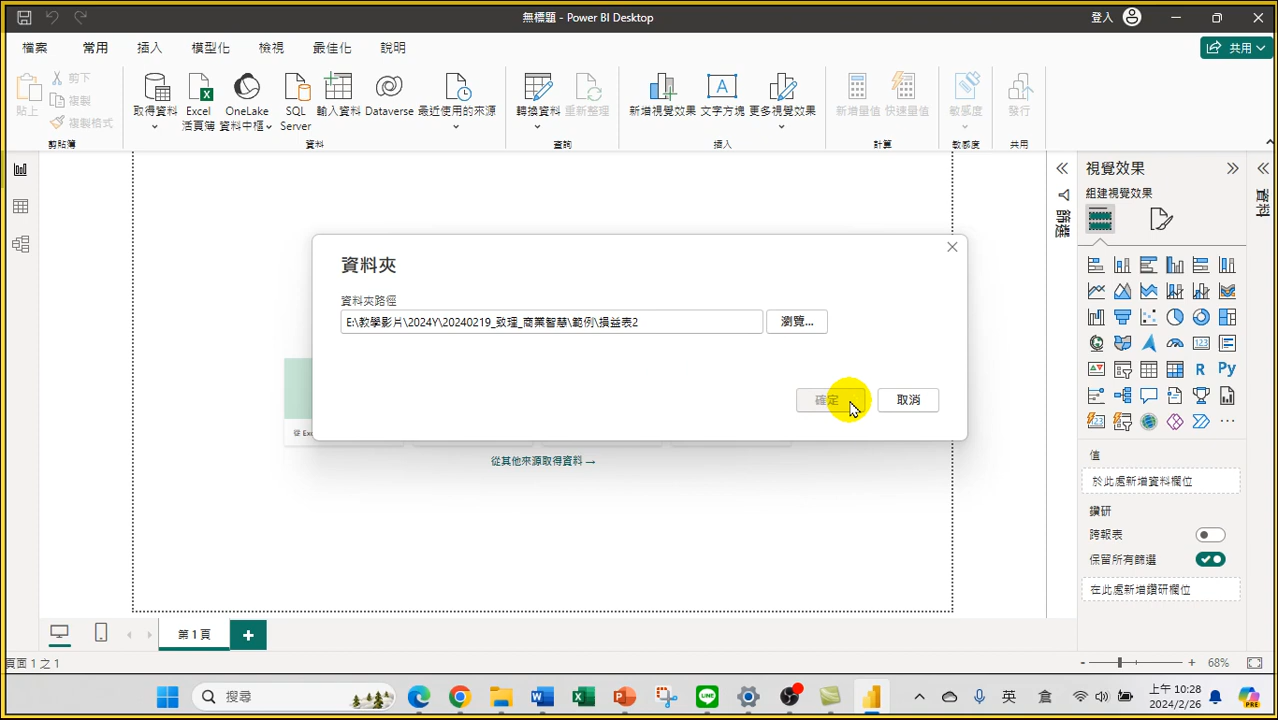 無標題 - Power BI Desktop
登入
檔案 常用 插入 模型化 檢視 最佳化 說明
共用
貼上 剪下 複製 複製格式
取得資料 Excel 活頁簿 OneLake 資料中樞 SQL Server 輸入資料 Dataverse 最近使用的來源
轉換資料 重新整理
新增視覺效果 文字方塊 更多視覺效果
新增量值 快速量值
敏感度
發行
剪貼簿 資料 查詢 插入 計算 敏感度 共用
篩選
視覺效果
資料
組建視覺效果
資料夾
資料夾路徑
E:\教學影片\2024Y\20240219_致理_商業智慧\範例\損益表2
瀏覽...
確定
取消
從其他來源取得資料 →
123
R
Py
值
於此處新增資料欄位
鑽研
跨報表
保留所有篩選
在此處新增鑽研欄位
第 1 頁
頁面 1 之 1
68%
搜尋
英
上午 10:28
2024/2/26
PRE